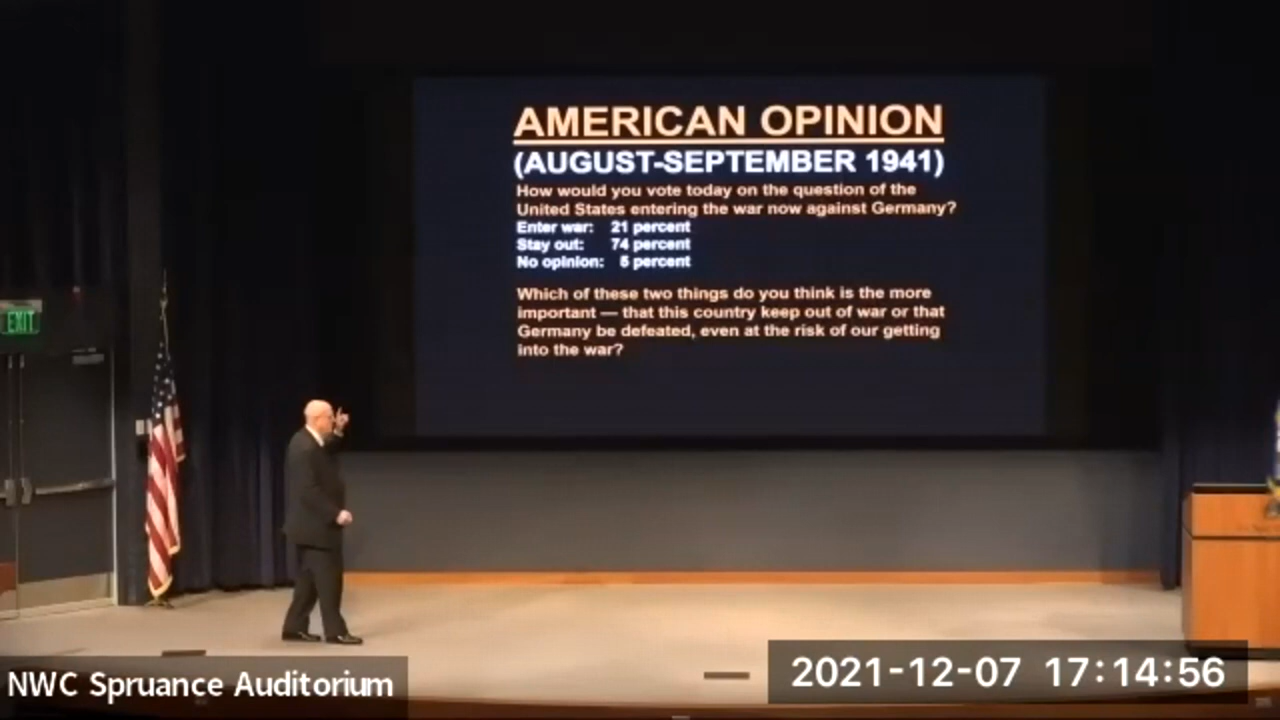 AMERICAN OPINION
(AUGUST-SEPTEMBER 1941)
How would you vote today on the question of the
United States entering the war now against Germany?
Enter war: 21 percent
Stay out: 74 percent
No opinion: 5 percent
Which of these two things do you think is the more
important — that this country keep out of war or that
Germany be defeated, even at the risk of our getting
into the war?
EXIT
NWC Spruance Auditorium
2021-12-07 17:14:56